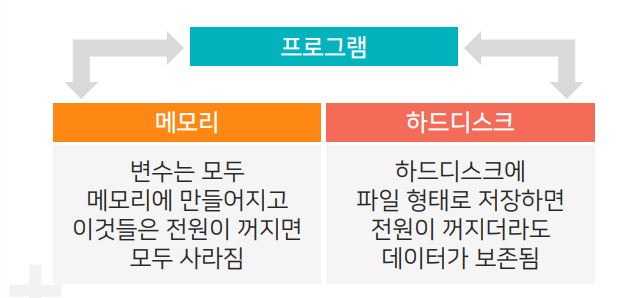 프로그램
메모리
하드디스크
변수는 모두
메모리에 만들어지고
이것들은 전원이 꺼지면
모두 사라짐
하드디스크에
파일 형태로 저장하면
전원이 꺼지더라도
데이터가 보존됨